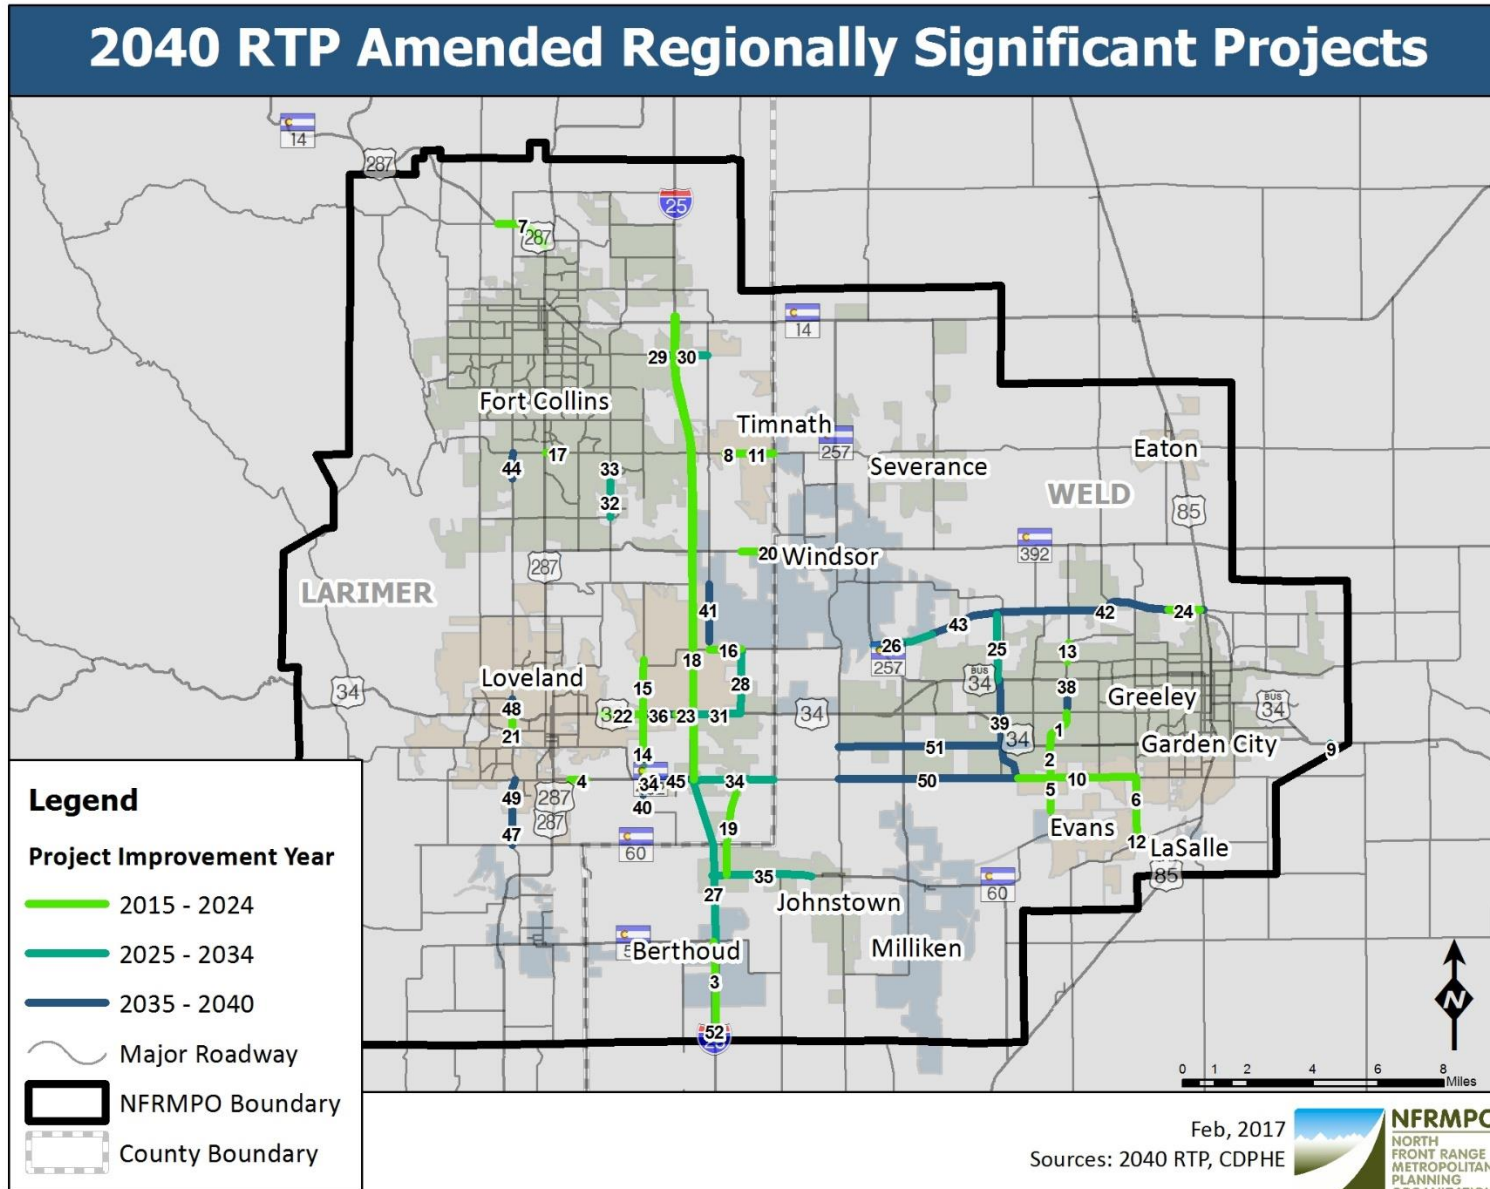 2040 RTP Amended Regionally Significant Projects
14
287
25
7
287
14
29 30
Fort Collins
Timnath
257
Eaton
44
17
33
8 11
Severance
WELD
32
85
392
287
20 Windsor
LARIMER
41
43
42
24
26
257
25
13
16
18
34
Loveland
15
28
BUS
34
38
Greeley
BUS
34
48
22 36 23 31
34
39
1
21
34
Garden City
9
14
51
2
4
34 45
34
50
10
49
287
40
5
6
287
47
60
19
Evans
12
LaSalle
85
35
60
27
Johnstown
Berthoud
Milliken
3
52
25
Legend
Project Improvement Year
2015 - 2024
2025 - 2034
2035 - 2040
Major Roadway
NFRMPO Boundary
County Boundary
N
0 1 2 4 6 8
Miles
Feb, 2017
Sources: 2040 RTP, CDPHE
NFRMPO
NORTH
FRONT RANGE
METROPOLITAN
PLANNING